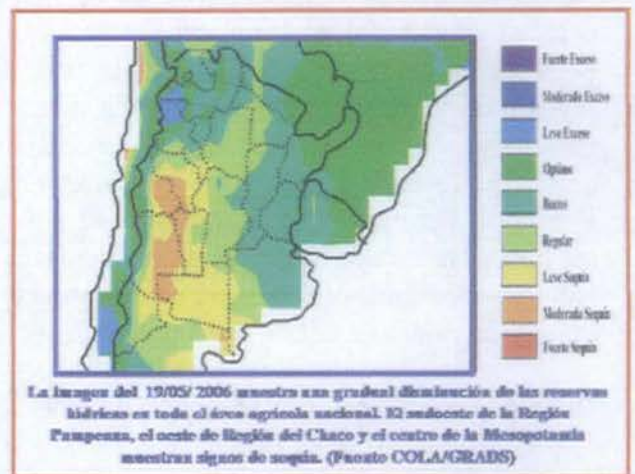 Fuerte Exceso
Moderado Exceso
Leve Exceso
Optimo
Bueno
Regular
Leve Sequía
Moderada Sequía
Fuerte Sequía
La imagen del 19/05/ 2006 muestra una gradual disminución de las reservas
hídricas en toda el área agrícola nacional. El sudoeste de la Región
Pampeana, el oeste de Región del Chaco y el centro de la Mesopotamia
muestran signos de sequía. (Fuente COLA/GRADS)